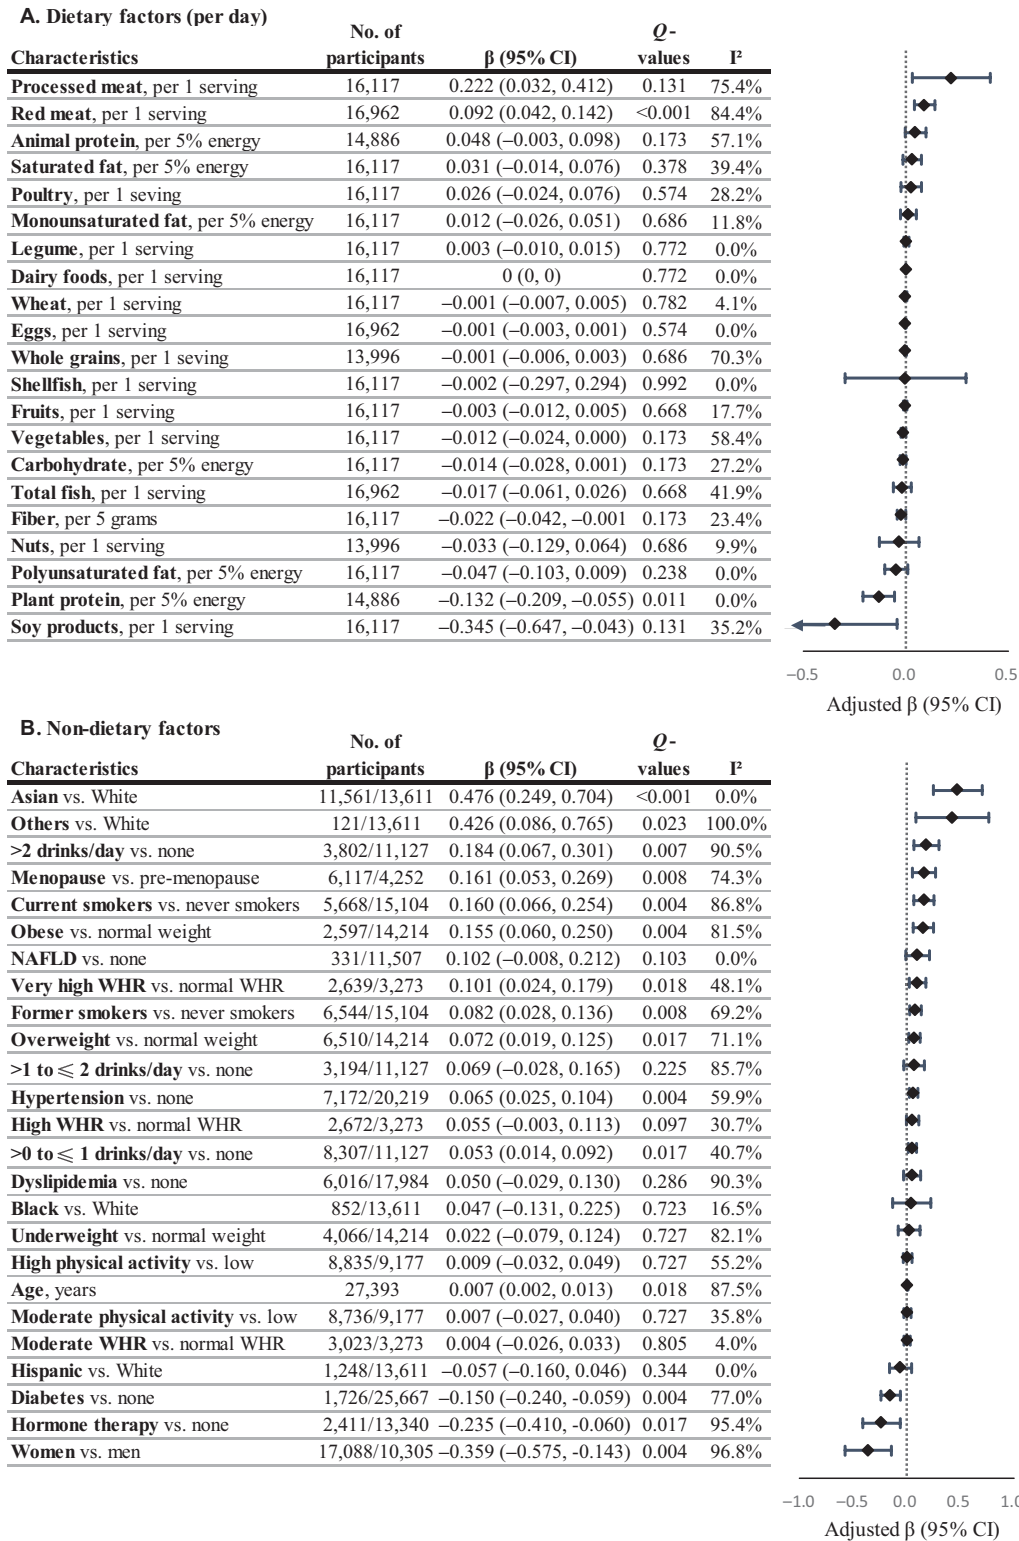 A. Dietary factors (per day)
No. of Q-
Characteristics participants β (95% CI) values I²
Processed meat, per 1 serving 16,117 0.222 (0.032, 0.412) 0.131 75.4%
Red meat, per 1 serving 16,962 0.092 (0.042, 0.142) <0.001 84.4%
Animal protein, per 5% energy 14,886 0.048 (–0.003, 0.098) 0.173 57.1%
Saturated fat, per 5% energy 16,117 0.031 (–0.014, 0.076) 0.378 39.4%
Poultry, per 1 seving 16,117 0.026 (–0.024, 0.076) 0.574 28.2%
Monounsaturated fat, per 5% energy 16,117 0.012 (–0.026, 0.051) 0.686 11.8%
Legume, per 1 serving 16,117 0.003 (–0.010, 0.015) 0.772 0.0%
Dairy foods, per 1 serving 16,117 0 (0, 0) 0.772 0.0%
Wheat, per 1 serving 16,117 –0.001 (–0.007, 0.005) 0.782 4.1%
Eggs, per 1 serving 16,962 –0.001 (–0.003, 0.001) 0.574 0.0%
Whole grains, per 1 seving 13,996 –0.001 (–0.006, 0.003) 0.686 70.3%
Shellfish, per 1 serving 16,117 –0.002 (–0.297, 0.294) 0.992 0.0%
Fruits, per 1 serving 16,117 –0.003 (–0.012, 0.005) 0.668 17.7%
Vegetables, per 1 serving 16,117 –0.012 (–0.024, 0.000) 0.173 58.4%
Carbohydrate, per 5% energy 16,117 –0.014 (–0.028, 0.001) 0.173 27.2%
Total fish, per 1 serving 16,962 –0.017 (–0.061, 0.026) 0.668 41.9%
Fiber, per 5 grams 16,117 –0.022 (–0.042, –0.001 0.173 23.4%
Nuts, per 1 serving 13,996 –0.033 (–0.129, 0.064) 0.686 9.9%
Polyunsaturated fat, per 5% energy 16,117 –0.047 (–0.103, 0.009) 0.238 0.0%
Plant protein, per 5% energy 14,886 –0.132 (–0.209, –0.055) 0.011 0.0%
Soy products, per 1 serving 16,117 –0.345 (–0.647, –0.043) 0.131 35.2%
–0.5 0.0 0.5
Adjusted β (95% CI)
B. Non-dietary factors
No. of Q-
Characteristics participants β (95% CI) values I²
Asian vs. White 11,561/13,611 0.476 (0.249, 0.704) <0.001 0.0%
Others vs. White 121/13,611 0.426 (0.086, 0.765) 0.023 100.0%
>2 drinks/day vs. none 3,802/11,127 0.184 (0.067, 0.301) 0.007 90.5%
Menopause vs. pre-menopause 6,117/4,252 0.161 (0.053, 0.269) 0.008 74.3%
Current smokers vs. never smokers 5,668/15,104 0.160 (0.066, 0.254) 0.004 86.8%
Obese vs. normal weight 2,597/14,214 0.155 (0.060, 0.250) 0.004 81.5%
NAFLD vs. none 331/11,507 0.102 (–0.008, 0.212) 0.103 0.0%
Very high WHR vs. normal WHR 2,639/3,273 0.101 (0.024, 0.179) 0.018 48.1%
Former smokers vs. never smokers 6,544/15,104 0.082 (0.028, 0.136) 0.008 69.2%
Overweight vs. normal weight 6,510/14,214 0.072 (0.019, 0.125) 0.017 71.1%
>1 to ⩽ 2 drinks/day vs. none 3,194/11,127 0.069 (–0.028, 0.165) 0.225 85.7%
Hypertension vs. none 7,172/20,219 0.065 (0.025, 0.104) 0.004 59.9%
High WHR vs. normal WHR 2,672/3,273 0.055 (–0.003, 0.113) 0.097 30.7%
>0 to ⩽ 1 drinks/day vs. none 8,307/11,127 0.053 (0.014, 0.092) 0.017 40.7%
Dyslipidemia vs. none 6,016/17,984 0.050 (–0.029, 0.130) 0.286 90.3%
Black vs. White 852/13,611 0.047 (–0.131, 0.225) 0.723 16.5%
Underweight vs. normal weight 4,066/14,214 0.022 (–0.079, 0.124) 0.727 82.1%
High physical activity vs. low 8,835/9,177 0.009 (–0.032, 0.049) 0.727 55.2%
Age, years 27,393 0.007 (0.002, 0.013) 0.018 87.5%
Moderate physical activity vs. low 8,736/9,177 0.007 (–0.027, 0.040) 0.727 35.8%
Moderate WHR vs. normal WHR 3,023/3,273 0.004 (–0.026, 0.033) 0.805 4.0%
Hispanic vs. White 1,248/13,611 –0.057 (–0.160, 0.046) 0.344 0.0%
Diabetes vs. none 1,726/25,667 –0.150 (–0.240, -0.059) 0.004 77.0%
Hormone therapy vs. none 2,411/13,340 –0.235 (–0.410, -0.060) 0.017 95.4%
Women vs. men 17,088/10,305 –0.359 (–0.575, -0.143) 0.004 96.8%
–1.0 –0.5 0.0 0.5 1.0
Adjusted β (95% CI)